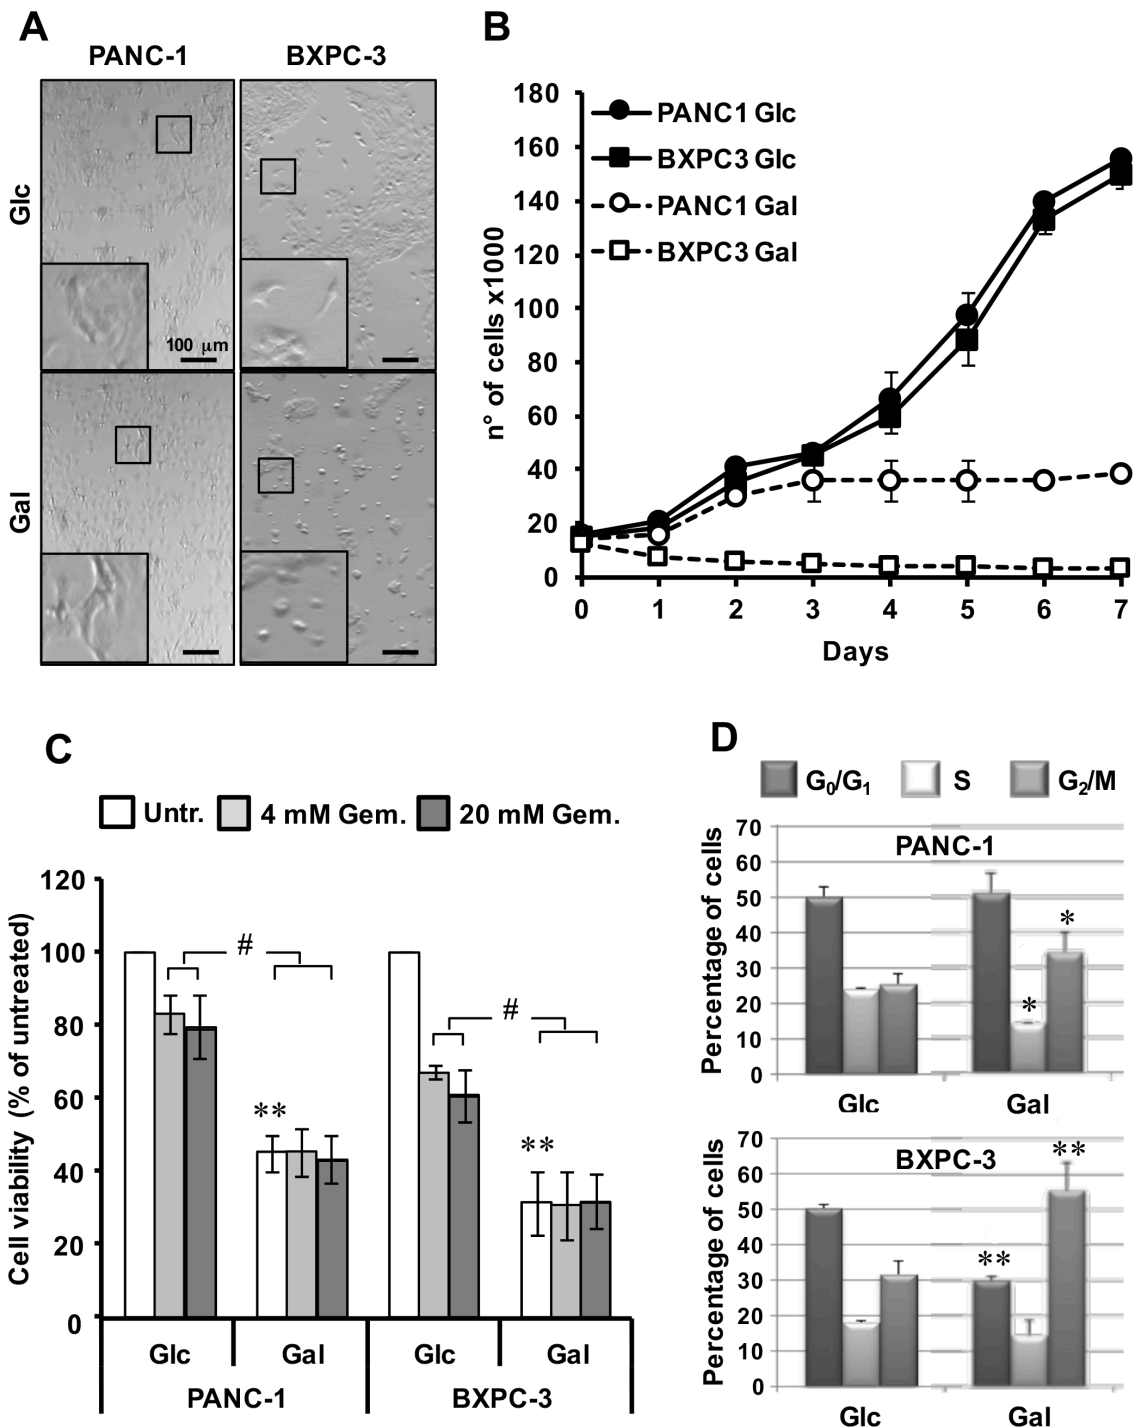 A
PANC-1 BXPC-3
Glc
100 μm
Gal
B
180
160
140
120
100
80
60
40
20
0
n° of cells x1000
PANC1 Glc
BXPC3 Glc
PANC1 Gal
BXPC3 Gal
0 1 2 3 4 5 6 7
Days
C
Untr. 4 mM Gem. 20 mM Gem.
Cell viability (% of untreated)
120
100
80
60
40
20
0
#
**
#
**
Glc Gal Glc Gal
PANC-1 BXPC-3
D
G0/G1 S G2/M
Percentage of cells
70
60
50
40
30
20
10
0
PANC-1
*
*
Glc Gal
Percentage of cells
70
60
50
40
30
20
10
0
BXPC-3
**
**
Glc Gal